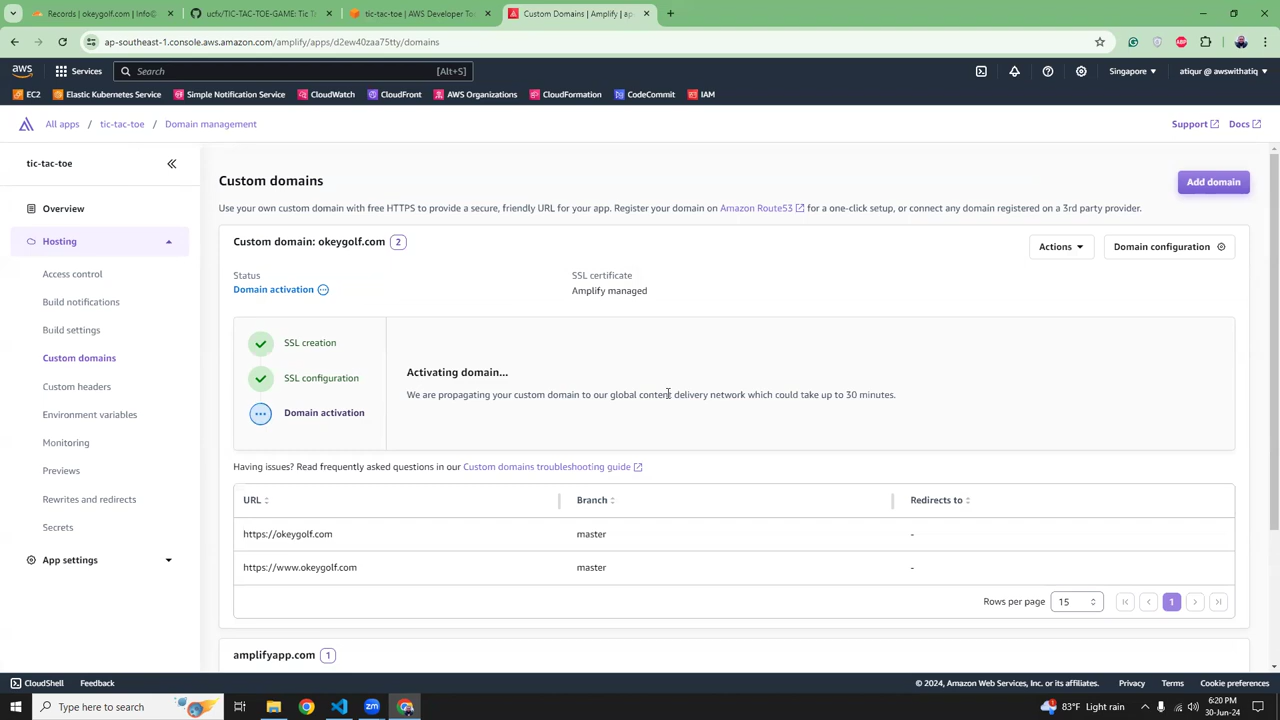 Records | okeygolf.com | Info@
ucfx/TIC-TAC-TOE-GAME: Tic Ta
tic-tac-toe | AWS Developer To
Custom Domains | Amplify | ap
ap-southeast-1.console.aws.amazon.com/amplify/apps/d2ew40zaa75tty/domains
aws Services Search [Alt+S] Singapore atiqur @ awswithatiq
EC2 Elastic Kubernetes Service Simple Notification Service CloudWatch CloudFront AWS Organizations CloudFormation CodeCommit IAM
All apps / tic-tac-toe / Domain management Support Docs
tic-tac-toe
Overview
Hosting
Access control
Build notifications
Build settings
Custom domains
Custom headers
Environment variables
Monitoring
Previews
Rewrites and redirects
Secrets
App settings
Custom domains Add domain
Use your own custom domain with free HTTPS to provide a secure, friendly URL for your app. Register your domain on Amazon Route53 for a one-click setup, or connect any domain registered on a 3rd party provider.
Custom domain: okeygolf.com 2 Actions Domain configuration
Status SSL certificate
Domain activation Amplify managed
SSL creation
SSL configuration
Domain activation
Activating domain...
We are propagating your custom domain to our global content delivery network which could take up to 30 minutes.
Having issues? Read frequently asked questions in our Custom domains troubleshooting guide
URL Branch Redirects to
https://okeygolf.com master -
https://www.okeygolf.com master -
Rows per page 15 1
amplifyapp.com 1
CloudShell Feedback © 2024, Amazon Web Services, Inc. or its affiliates. Privacy Terms Cookie preferences
Type here to search 83°F Light rain 6:20 PM
30-Jun-24